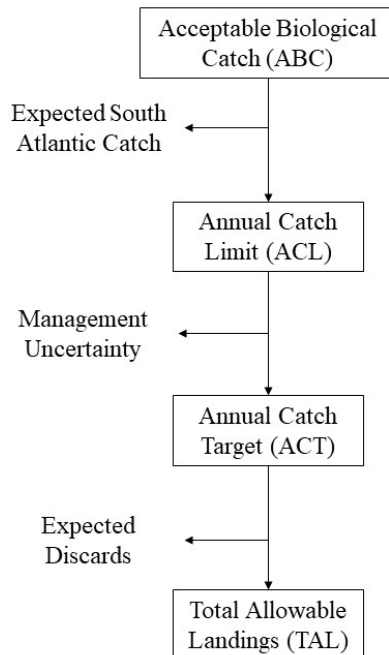 Acceptable Biological
Catch (ABC)
Expected South
Atlantic Catch
Annual Catch
Limit (ACL)
Management
Uncertainty
Annual Catch
Target (ACT)
Expected
Discards
Total Allowable
Landings (TAL)